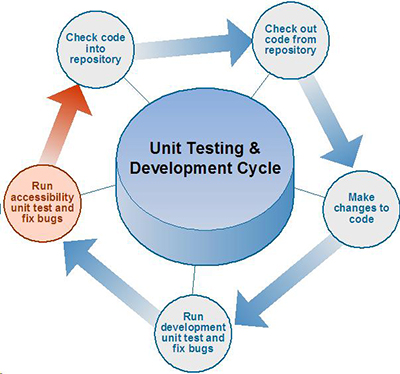 Check code
into
repository
Check out
code from
repository
Unit Testing &
Development Cycle
Make
changes to
code
Run
development
unit test and
fix bugs
Run
accessibility
unit test and
fix bugs